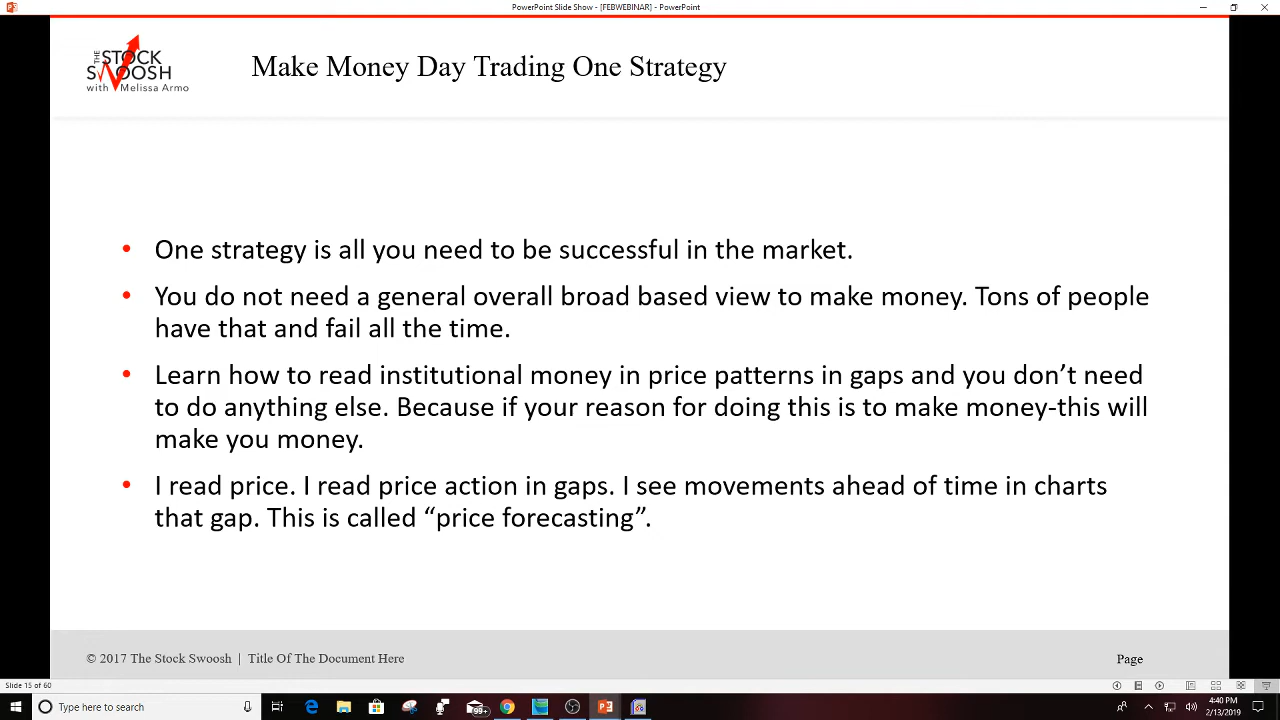 PowerPoint Slide Show - [FEBWEBINAR] - PowerPoint
THE
STOCK
SWOOSH
with Melissa Armo
Make Money Day Trading One Strategy
• One strategy is all you need to be successful in the market.
• You do not need a general overall broad based view to make money. Tons of people
have that and fail all the time.
• Learn how to read institutional money in price patterns in gaps and you don’t need
to do anything else. Because if your reason for doing this is to make money-this will
make you money.
• I read price. I read price action in gaps. I see movements ahead of time in charts
that gap. This is called “price forecasting”.
© 2017 The Stock Swoosh | Title Of The Document Here
Page
Slide 15 of 60
Type here to search
99+
4:40 PM
2/13/2019